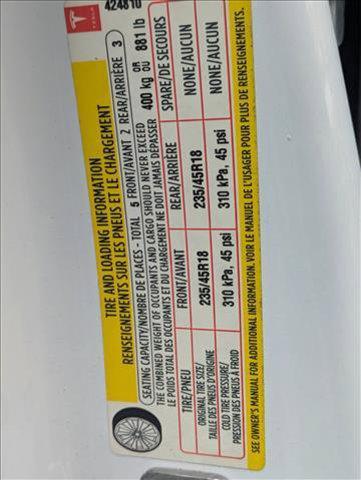 424810
TESLA
TIRE AND LOADING INFORMATION
RENSEIGNEMENTS SUR LES PNEUS ET LE CHARGEMENT
SEATING CAPACITY/NOMBRE DE PLACES - TOTAL 5 FRONT/AVANT 2 REAR/ARRIÈRE 3
THE COMBINED WEIGHT OF OCCUPANTS AND CARGO SHOULD NEVER EXCEED 400 kg OR 881 lb
LE POIDS TOTAL DES OCCUPANTS ET DU CHARGEMENT NE DOIT JAMAIS DÉPASSER OU
TIRE/PNEU FRONT/AVANT REAR/ARRIÈRE SPARE/DE SECOURS
ORIGINAL TIRE SIZE/ 235/45R18 235/45R18 NONE/AUCUN
TAILLE DES PNEUS D'ORIGINE
COLD TIRE PRESSURE/ 310 kPa, 45 psi 310 kPa, 45 psi NONE/AUCUN
PRESSION DES PNEUS À FROID
SEE OWNER'S MANUAL FOR ADDITIONAL INFORMATION. VOIR LE MANUEL DE L'USAGER POUR PLUS DE RENSEIGNEMENTS.